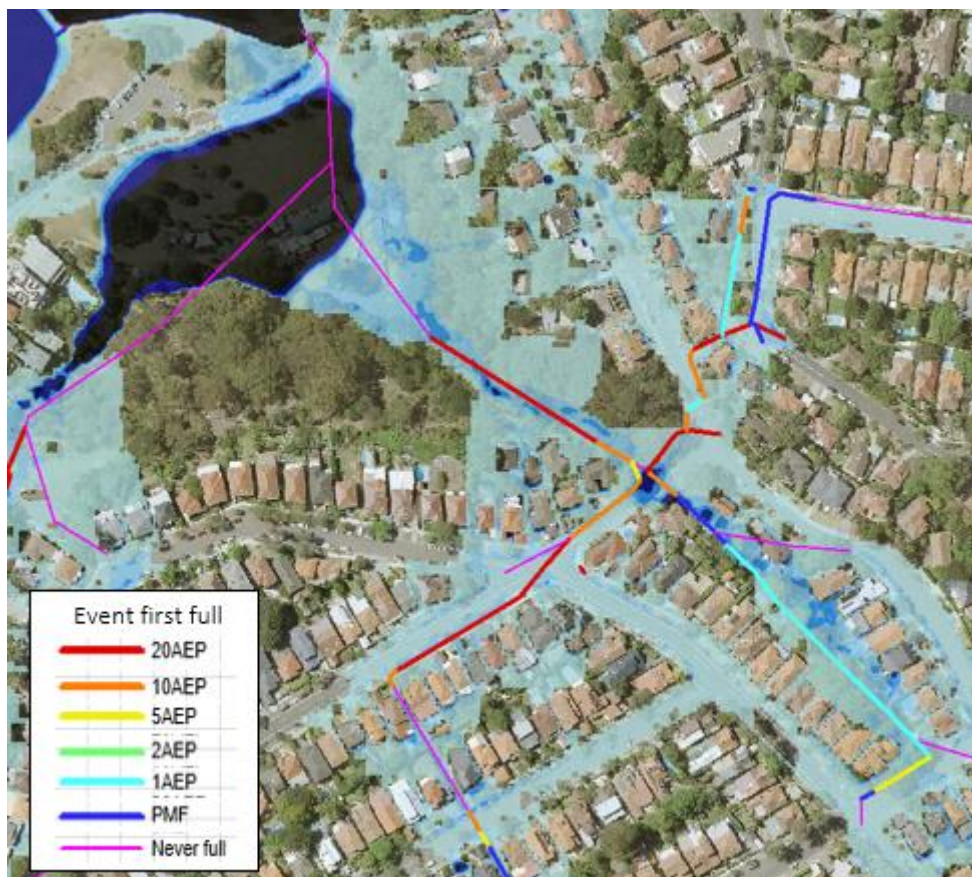 Event first full
20AEP
10AEP
5AEP
2AEP
1AEP
PMF
Never full